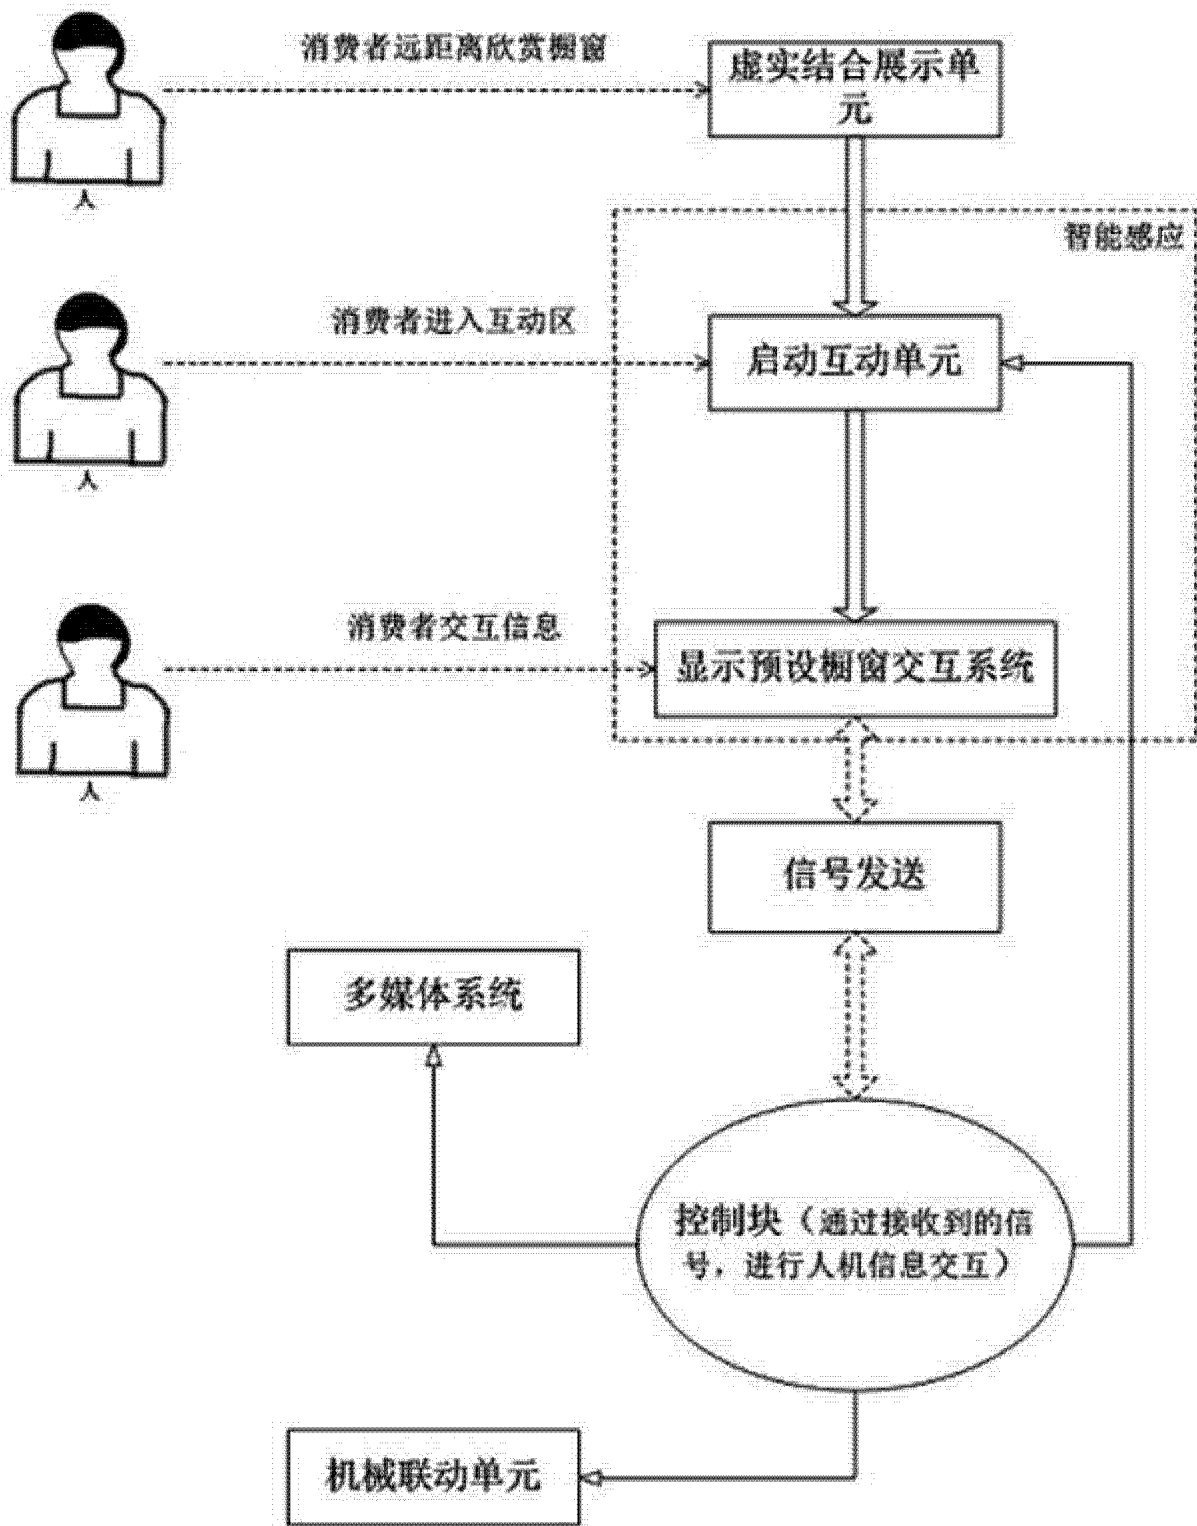 消费者远距离欣赏橱窗
虚实结合展示单
元
人
智能感应
消费者进入互动区
启动互动单元
人
消费者交互信息
显示预设橱窗交互系统
人
信号发送
多媒体系统
控制块（通过接收到的信
号，进行人机信息交互）
机械联动单元